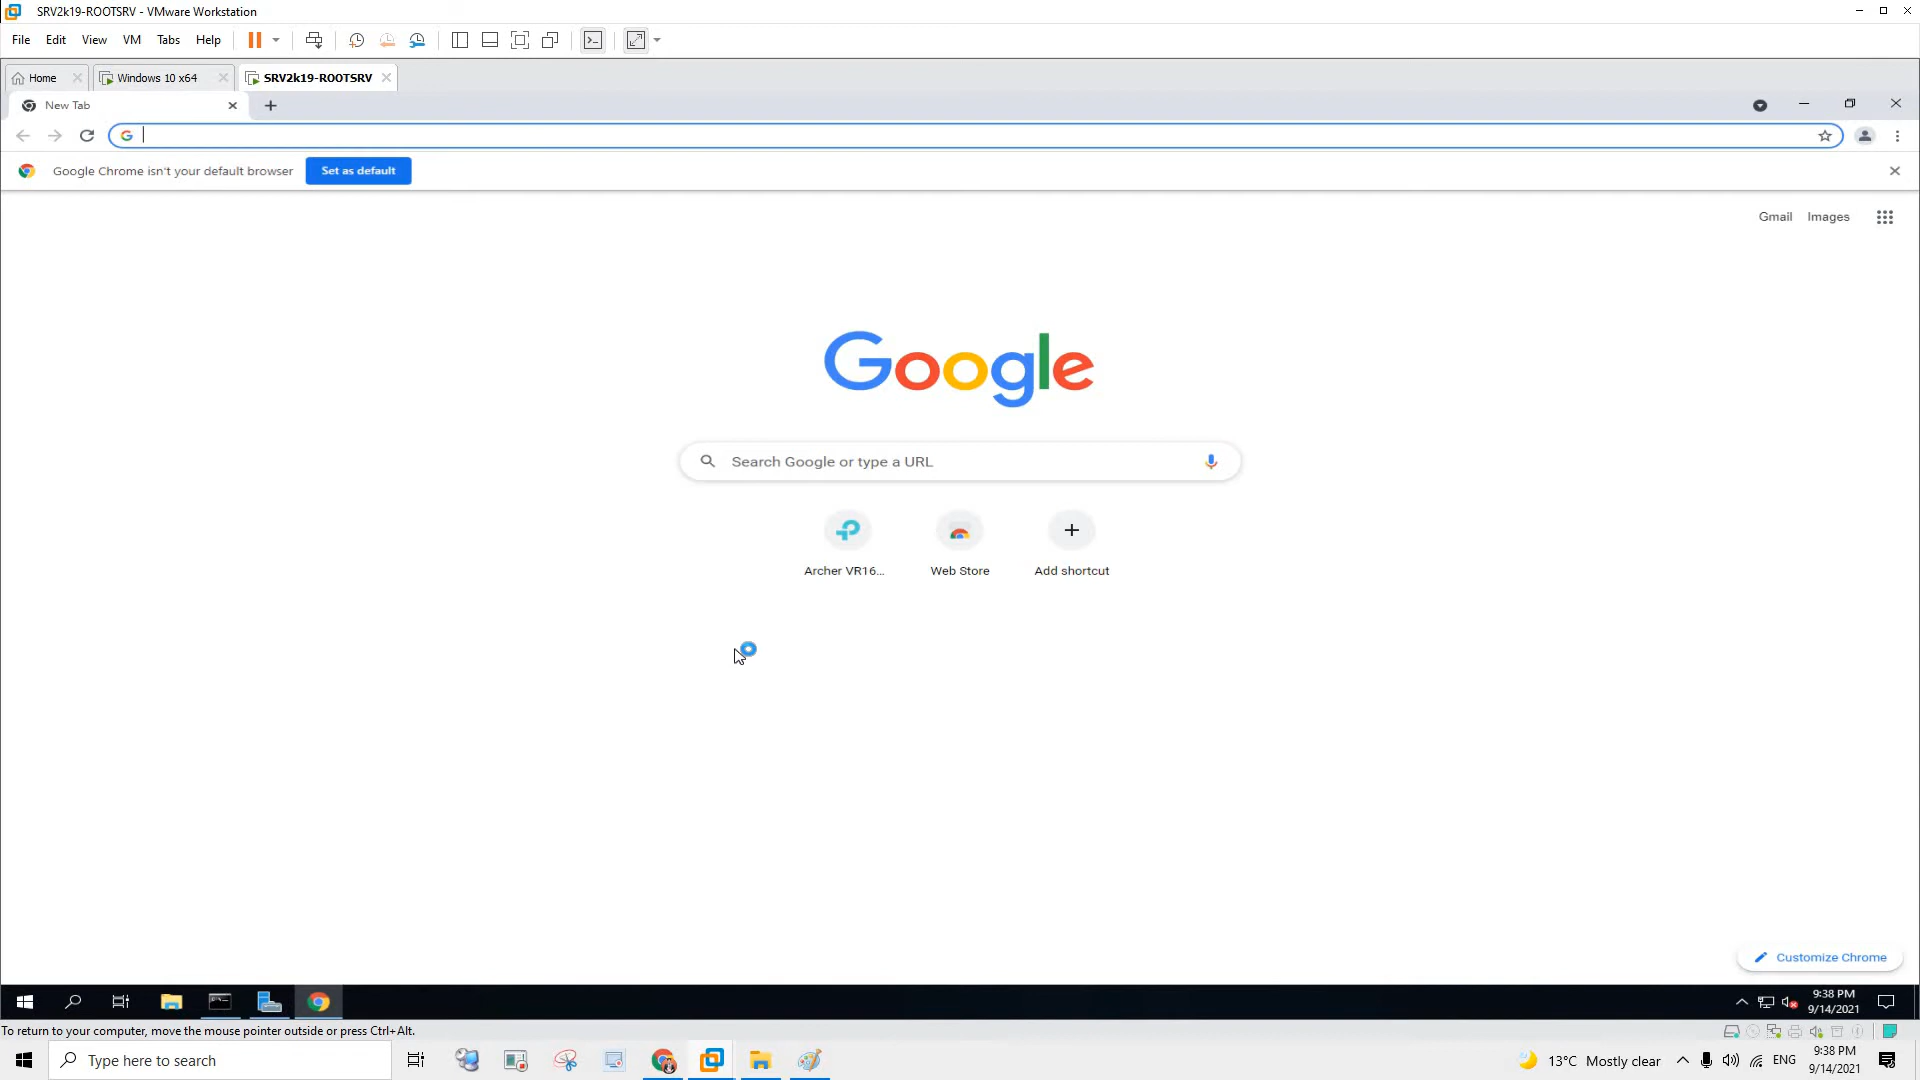 SRV2k19-ROOTSRV - VMware Workstation
File Edit View VM Tabs Help
Home Windows 10 x64 SRV2k19-ROOTSRV
New Tab
Google Chrome isn't your default browser Set as default
Gmail Images
Google
Search Google or type a URL
Archer VR16... Web Store Add shortcut
Customize Chrome
9:38 PM
9/14/2021
To return to your computer, move the mouse pointer outside or press Ctrl+Alt.
Type here to search
13°C Mostly clear ENG
9:38 PM
9/14/2021